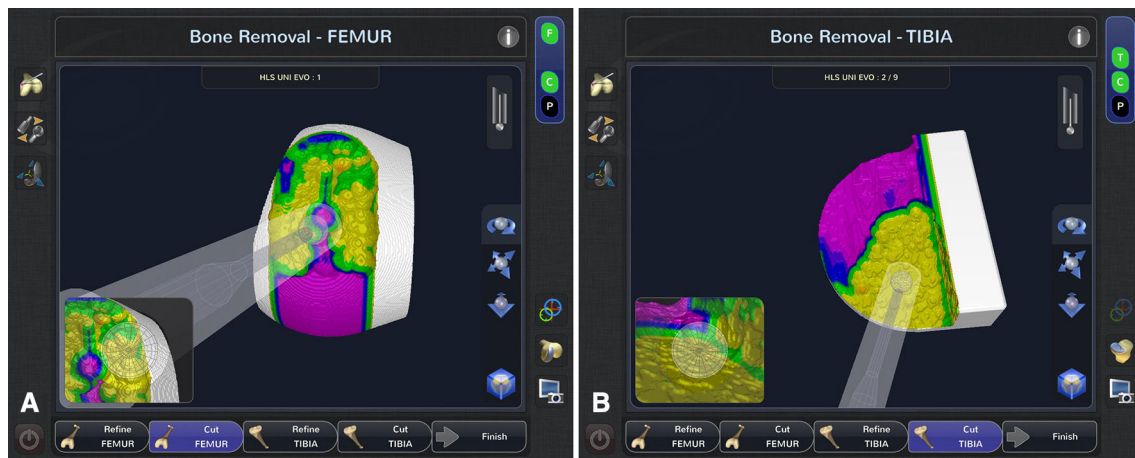 Bone Removal - FEMUR
i
F
C
P
HLS UNI EVO : 1
A
Refine
FEMUR
Cut
FEMUR
Refine
TIBIA
Cut
TIBIA
Finish
Bone Removal - TIBIA
i
T
C
P
HLS UNI EVO : 2 / 9
B
Refine
FEMUR
Cut
FEMUR
Refine
TIBIA
Cut
TIBIA
Finish